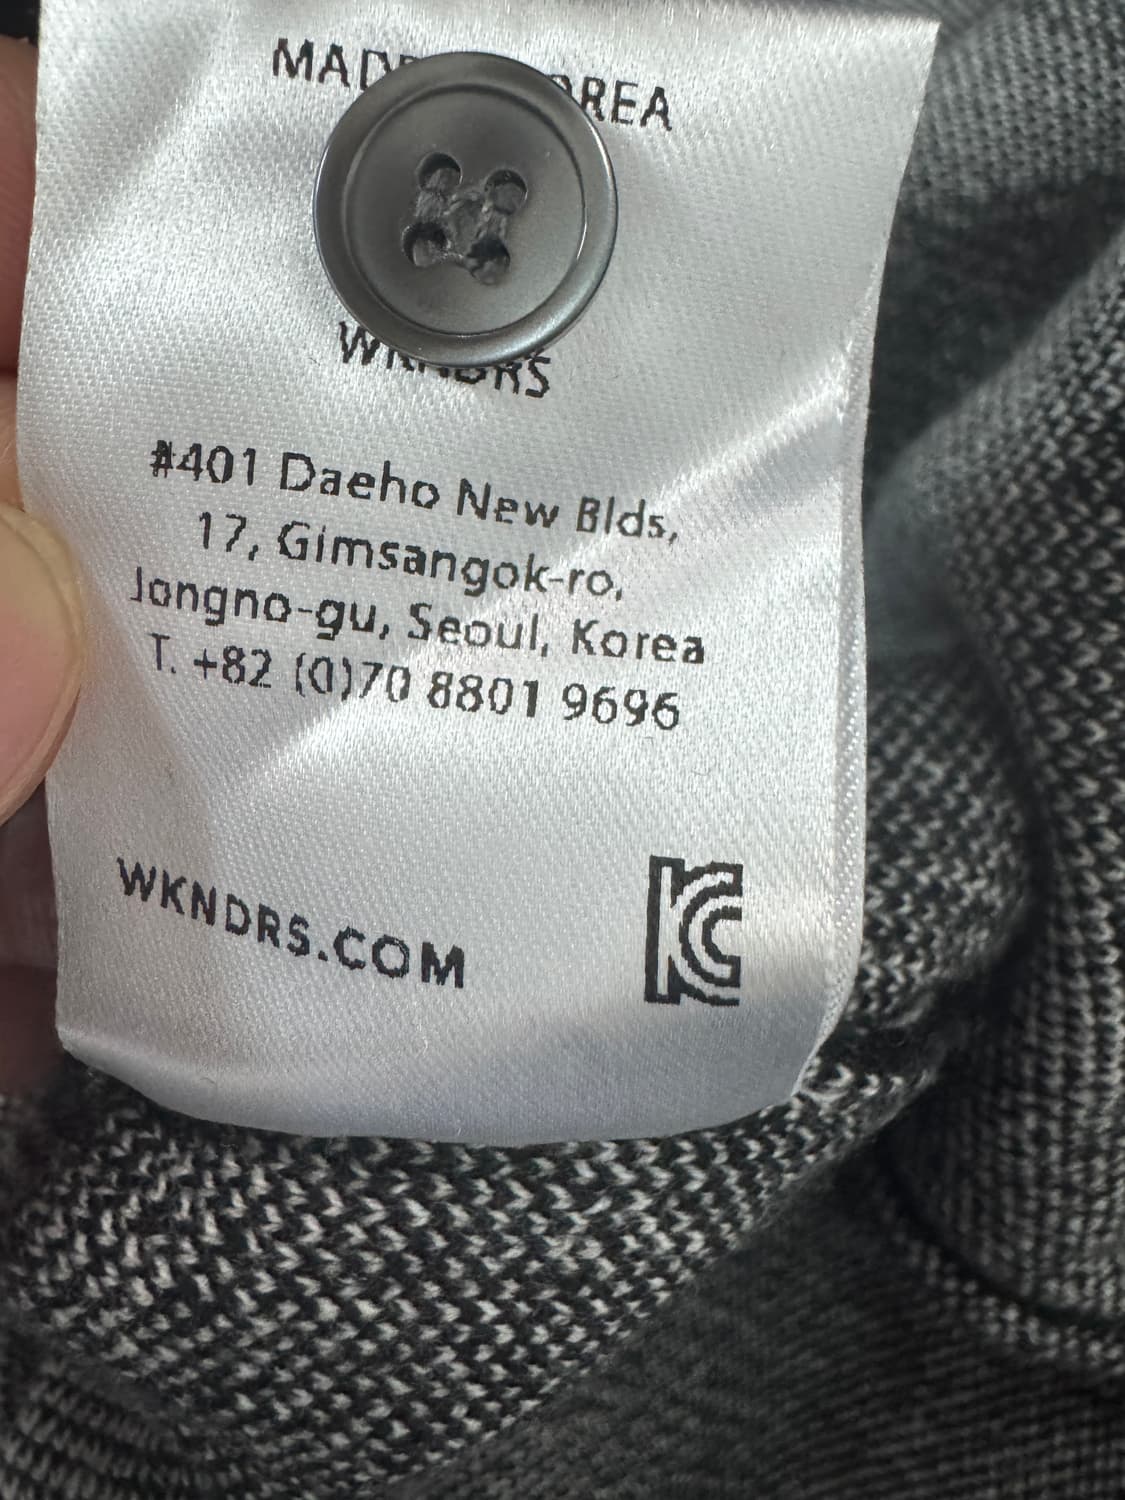 WKNDRS
#401 Daeho New Blds,
17, Gimsangok-ro,
Jongno-gu, Seoul, Korea
T. +82 (0)70 8801 9696
WKNDRS.COM
KC